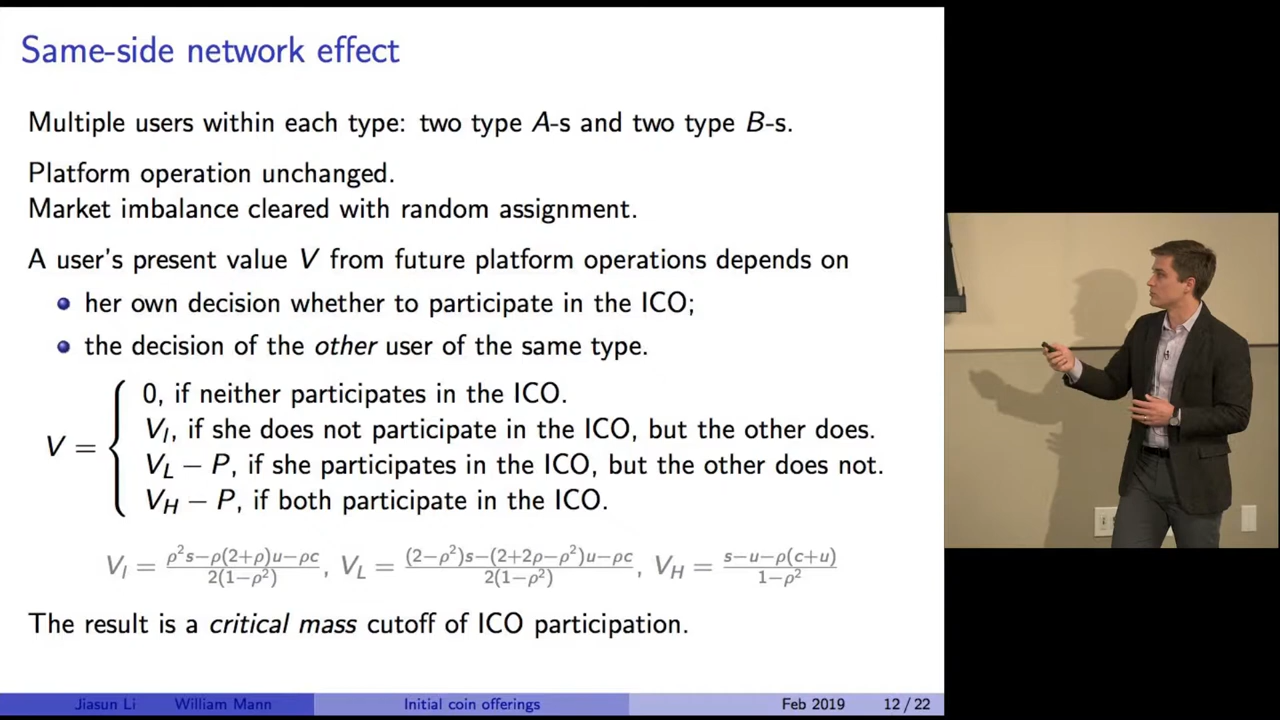 Same-side network effect
Multiple users within each type: two type A-s and two type B-s.
Platform operation unchanged.
Market imbalance cleared with random assignment.
A user's present value V from future platform operations depends on
her own decision whether to participate in the ICO;
the decision of the other user of the same type.
V = { 0, if neither participates in the ICO.
V_I, if she does not participate in the ICO, but the other does.
V_L − P, if she participates in the ICO, but the other does not.
V_H − P, if both participate in the ICO.
V_I = (ρ²s−ρ(2+ρ)u−ρc)/(2(1−ρ²)), V_L = ((2−ρ²)s−(2+2ρ−ρ²)u−ρc)/(2(1−ρ²)), V_H = (s−u−ρ(c+u))/(1−ρ²)
The result is a critical mass cutoff of ICO participation.
Jiasun Li William Mann Initial coin offerings Feb 2019 12 / 22